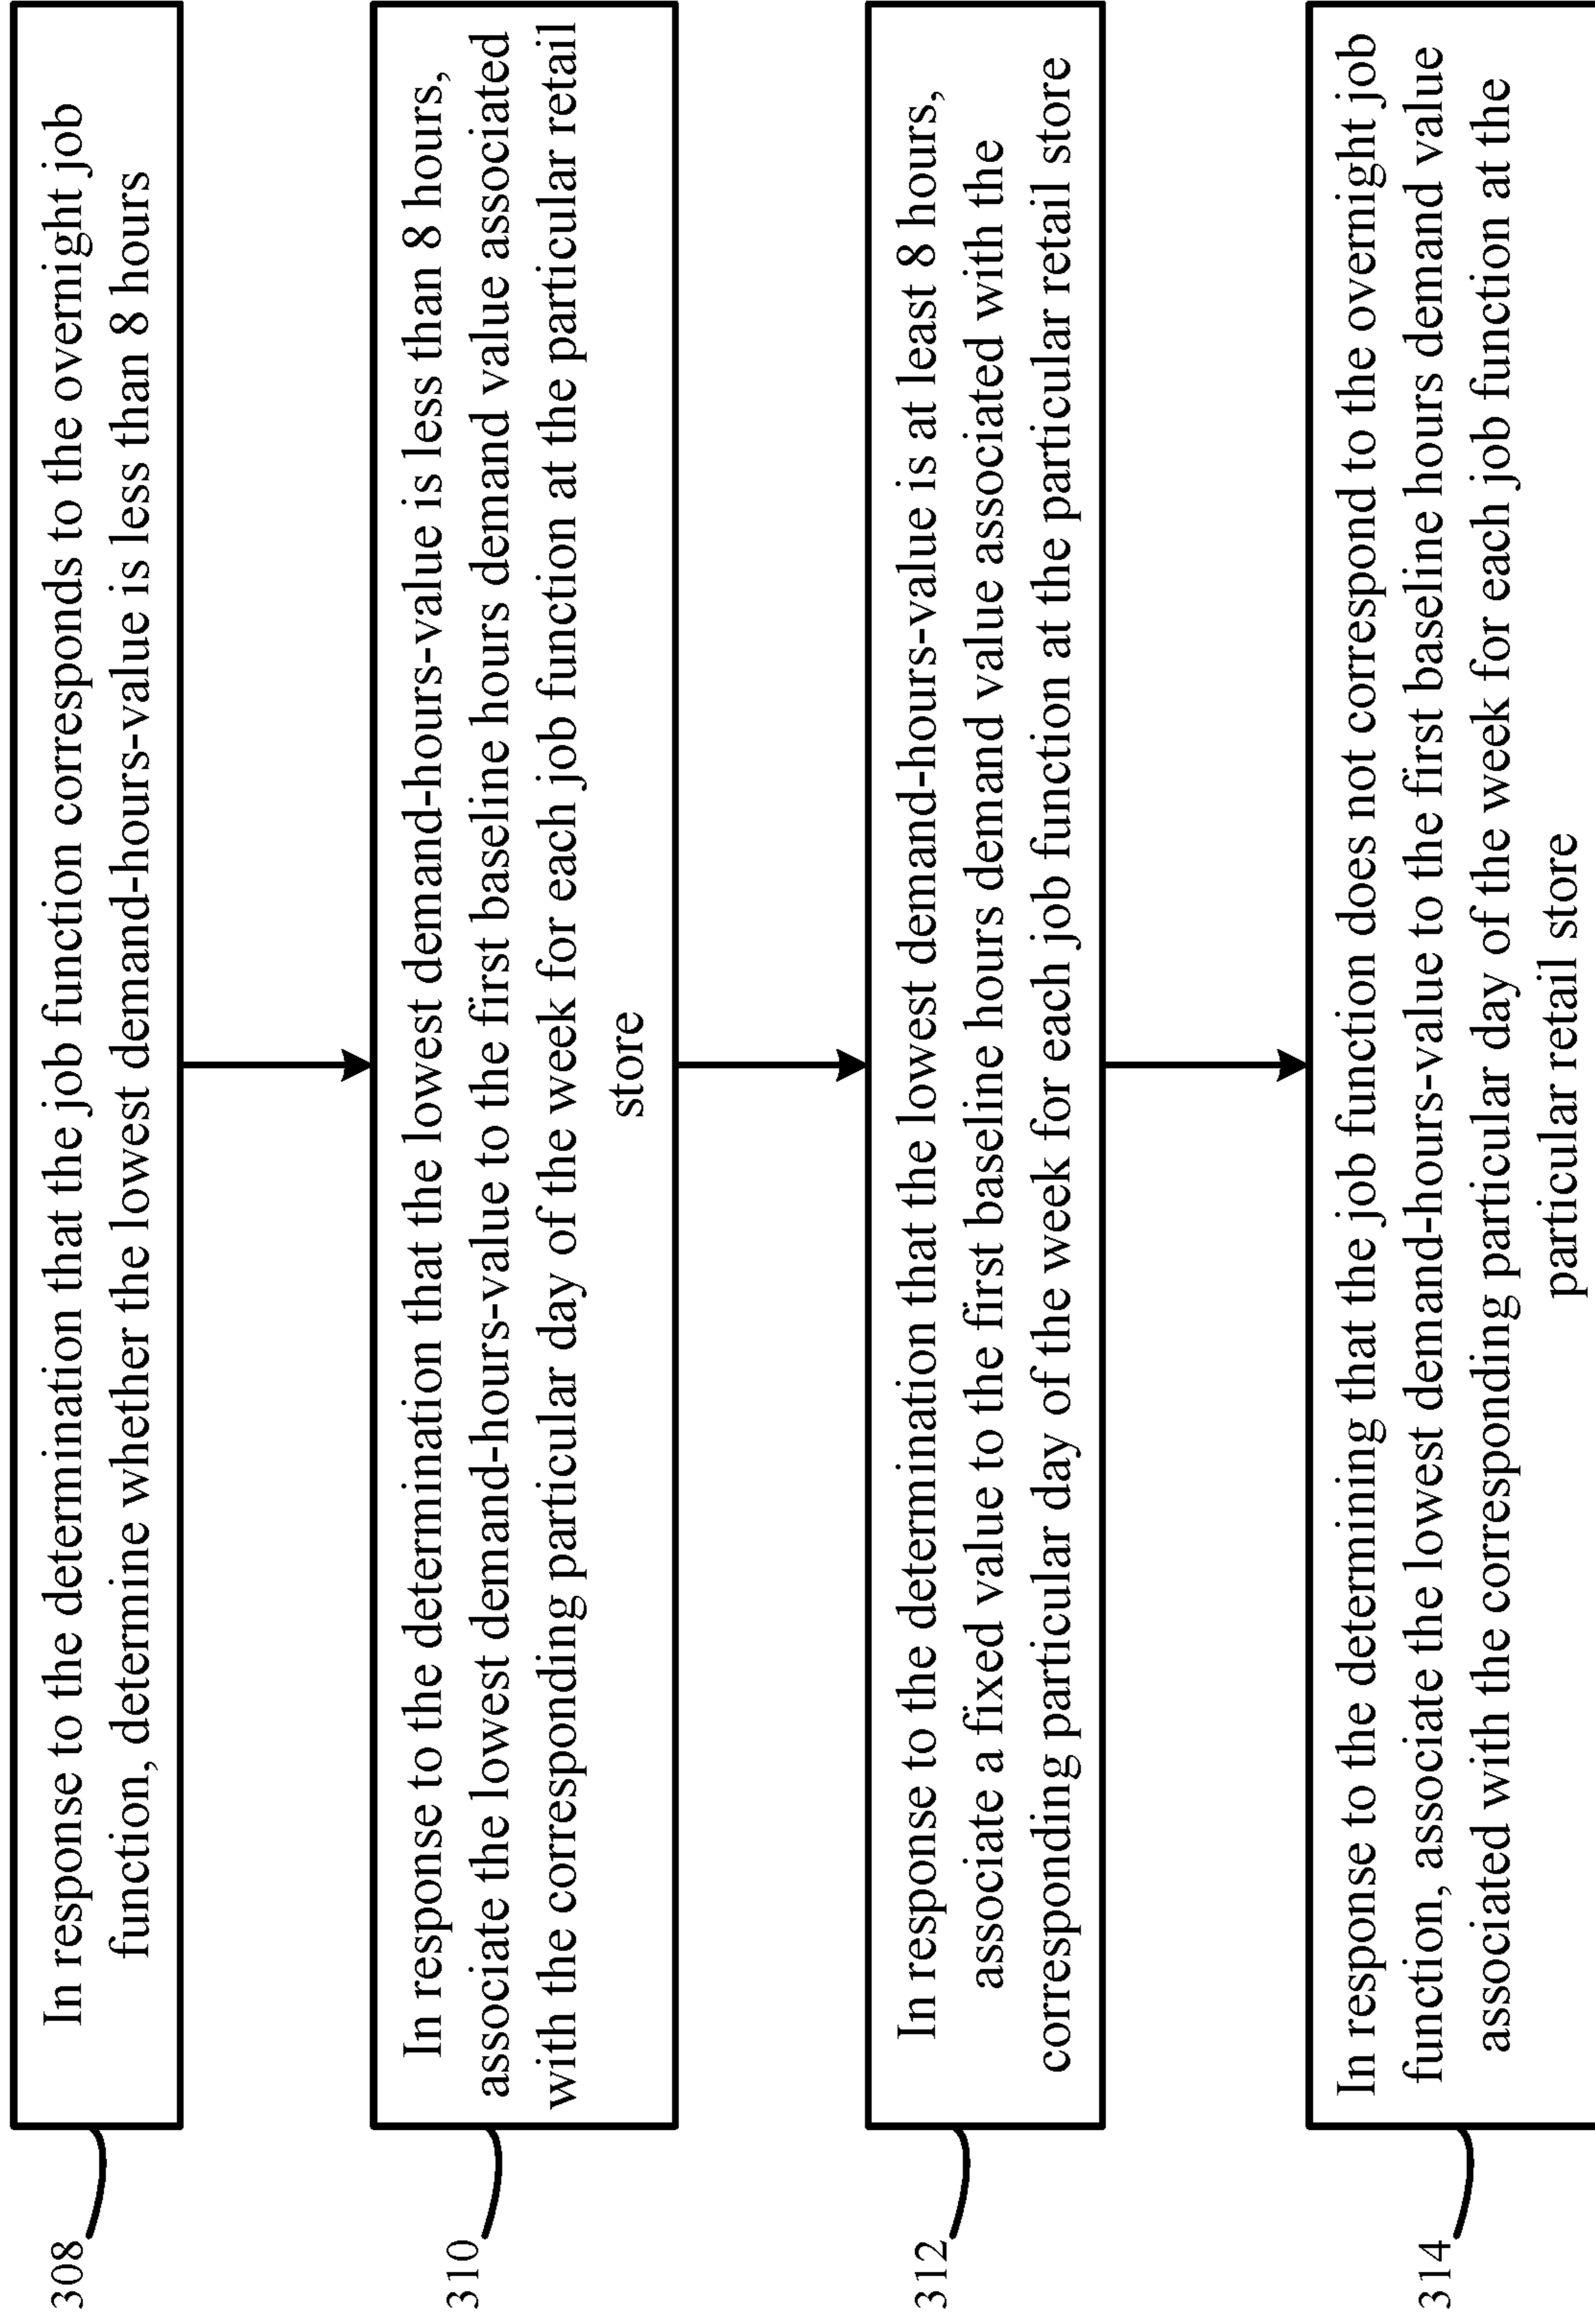 308
In response to the determination that the job function corresponds to the overnight job
function, determine whether the lowest demand-hours-value is less than 8 hours
310
In response to the determination that the lowest demand-hours-value is less than 8 hours,
associate the lowest demand-hours-value to the first baseline hours demand value associated
with the corresponding particular day of the week for each job function at the particular retail
store
312
In response to the determination that the lowest demand-hours-value is at least 8 hours,
associate a fixed value to the first baseline hours demand value associated with the
corresponding particular day of the week for each job function at the particular retail store
314
In response to the determining that the job function does not correspond to the overnight job
function, associate the lowest demand-hours-value to the first baseline hours demand value
associated with the corresponding particular day of the week for each job function at the
particular retail store